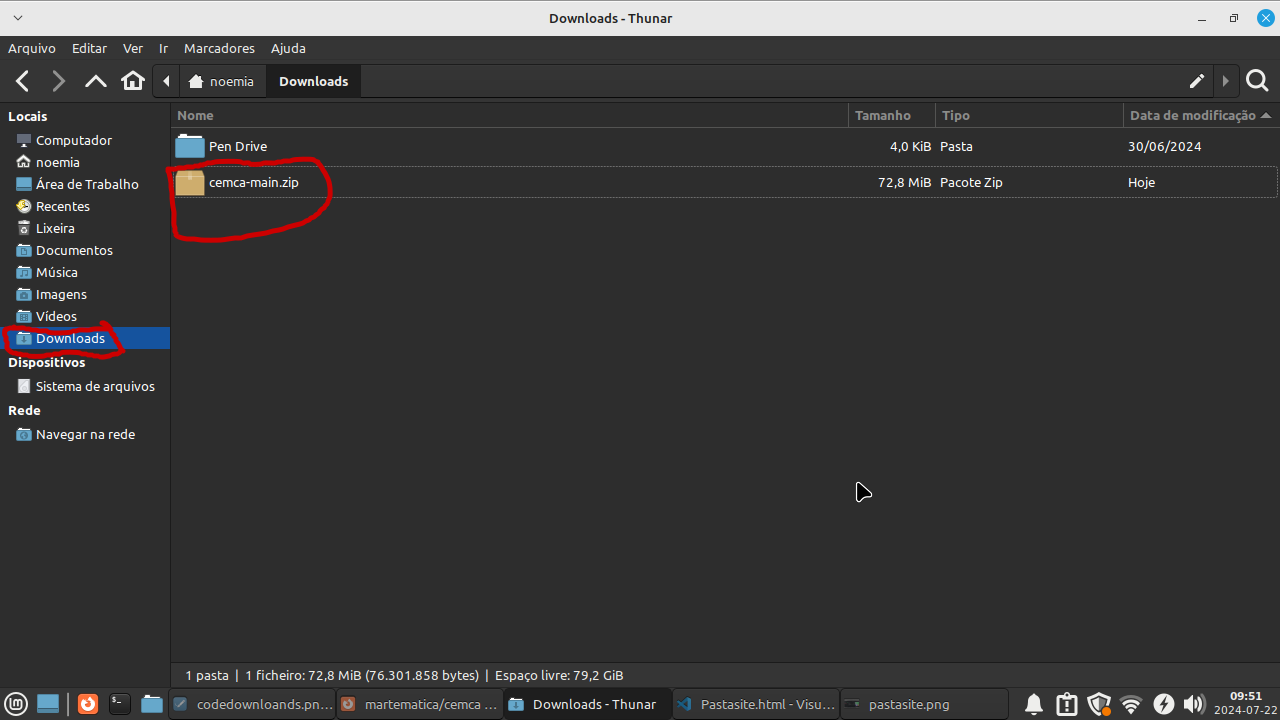 Downloads - Thunar
Arquivo Editar Ver Ir Marcadores Ajuda
noemia Downloads
Locais
Computador
noemia
Área de Trabalho
Recentes
Lixeira
Documentos
Música
Imagens
Vídeos
Downloads
Dispositivos
Sistema de arquivos
Rede
Navegar na rede
Nome Tamanho Tipo Data de modificação
Pen Drive 4,0 KiB Pasta 30/06/2024
cemca-main.zip 72,8 MiB Pacote Zip Hoje
1 pasta | 1 ficheiro: 72,8 MiB (76.301.858 bytes) | Espaço livre: 79,2 GiB
codedownloands.pn... martematica/cemca ... Downloads - Thunar Pastasite.html - Visu... pastasite.png
09:51
2024-07-22